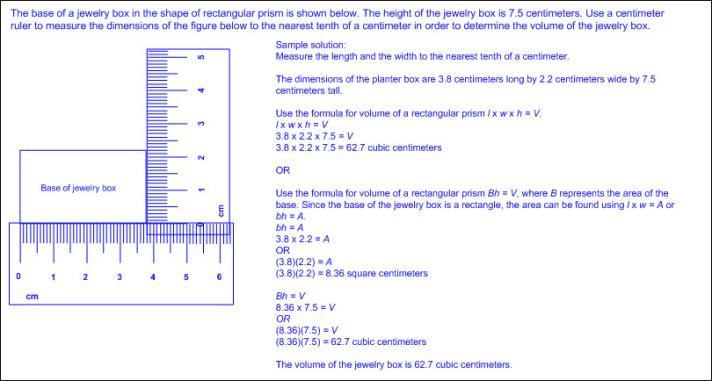 The base of a jewelry box in the shape of rectangular prism is shown below. The height of the jewelry box is 7.5 centimeters. Use a centimeter
ruler to measure the dimensions of the figure below to the nearest tenth of a centimeter in order to determine the volume of the jewelry box.
Sample solution:
Measure the length and the width to the nearest tenth of a centimeter.
The dimensions of the planter box are 3.8 centimeters long by 2.2 centimeters wide by 7.5
centimeters tall.
Use the formula for volume of a rectangular prism l x w x h = V.
l x w x h = V
3.8 x 2.2 x 7.5 = V
3.8 x 2.2 x 7.5 = 62.7 cubic centimeters
OR
Use the formula for volume of a rectangular prism Bh = V, where B represents the area of the
base. Since the base of the jewelry box is a rectangle, the area can be found using l x w = A or
bh = A.
bh = A
3.8 x 2.2 = A
OR
(3.8)(2.2) = A
(3.8)(2.2) = 8.36 square centimeters
Bh = V
8.36 x 7.5 = V
OR
(8.36)(7.5) = V
(8.36)(7.5) = 62.7 cubic centimeters
The volume of the jewelry box is 62.7 cubic centimeters.
5
4
3
2
1
0
cm
Base of jewelry box
0 1 2 3 4 5 6
cm